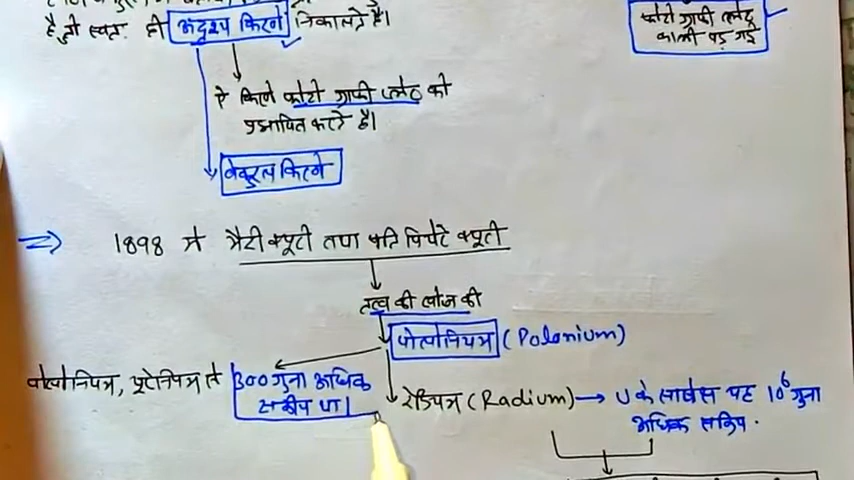 है, तो स्वतः ही अदृश्य किरणें निकालते है।
फोटोग्राफी प्लेट
काली पड़ गई
ये किरणें फोटो ग्राफी प्लेट को
प्रभावित करते है।
बेकुरल किरणें
⇒ 1898 में मैरी क्यूरी तथा पति पियरे क्यूरी
तत्व की खोज की
पोलोनियम (Polonium)
पोलोनियम, यूरेनियम से 300 गुना अधिक
सक्रीय था।
रेडियम (Radium) → U के सापेक्ष यह 10⁶ गुना
अधिक सक्रिय.